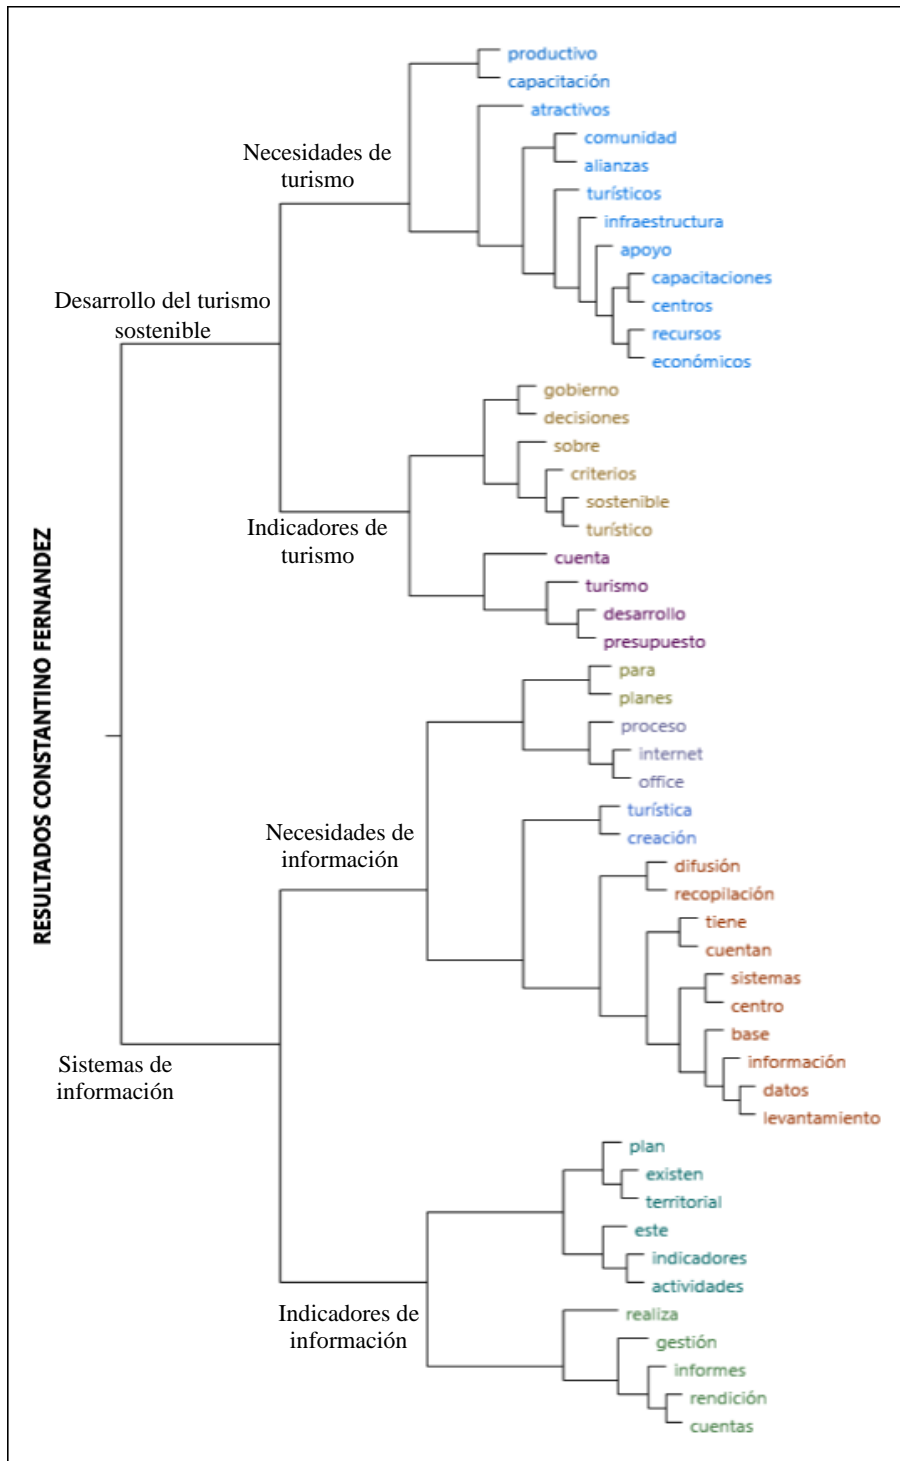 RESULTADOS CONSTANTINO FERNANDEZ
Desarrollo del turismo
sostenible
Necesidades de
turismo
productivo
capacitación
atractivos
comunidad
alianzas
turísticos
infraestructura
apoyo
capacitaciones
centros
recursos
económicos
Indicadores de
turismo
gobierno
decisiones
sobre
criterios
sostenible
turístico
cuenta
turismo
desarrollo
presupuesto
Sistemas de
información
Necesidades de
información
para
planes
proceso
internet
office
turística
creación
difusión
recopilación
tiene
cuentan
sistemas
centro
base
información
datos
levantamiento
Indicadores de
información
plan
existen
territorial
este
indicadores
actividades
realiza
gestión
informes
rendición
cuentas